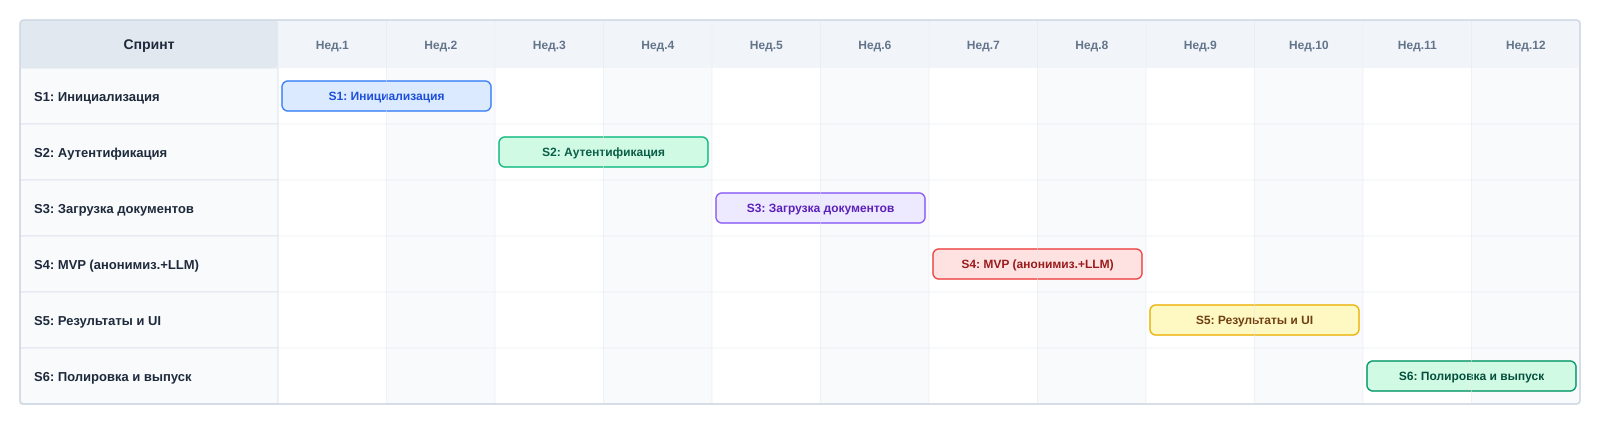 Спринт Нед.1 Нед.2 Нед.3 Нед.4 Нед.5 Нед.6 Нед.7 Нед.8 Нед.9 Нед.10 Нед.11 Нед.12
S1: Инициализация S1: Инициализация
S2: Аутентификация S2: Аутентификация
S3: Загрузка документов S3: Загрузка документов
S4: MVP (анонимиз.+LLM) S4: MVP (анонимиз.+LLM)
S5: Результаты и UI S5: Результаты и UI
S6: Полировка и выпуск S6: Полировка и выпуск